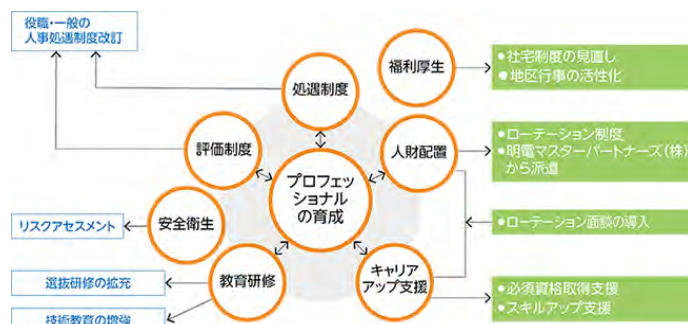 役職・一般の
人事処遇制度改訂
福利厚生
●社宅制度の見直し
●地区行事の活性化
処遇制度
評価制度
人財配置
●ローテーション制度
●明電マスターパートナーズ(株)
から派遣
プロフェッ
ショナル
の育成
安全衛生
リスクアセスメント
●ローテーション面談の導入
教育研修
キャリア
アップ支援
選抜研修の拡充
技術教育の増強
●必須資格取得支援
●スキルアップ支援